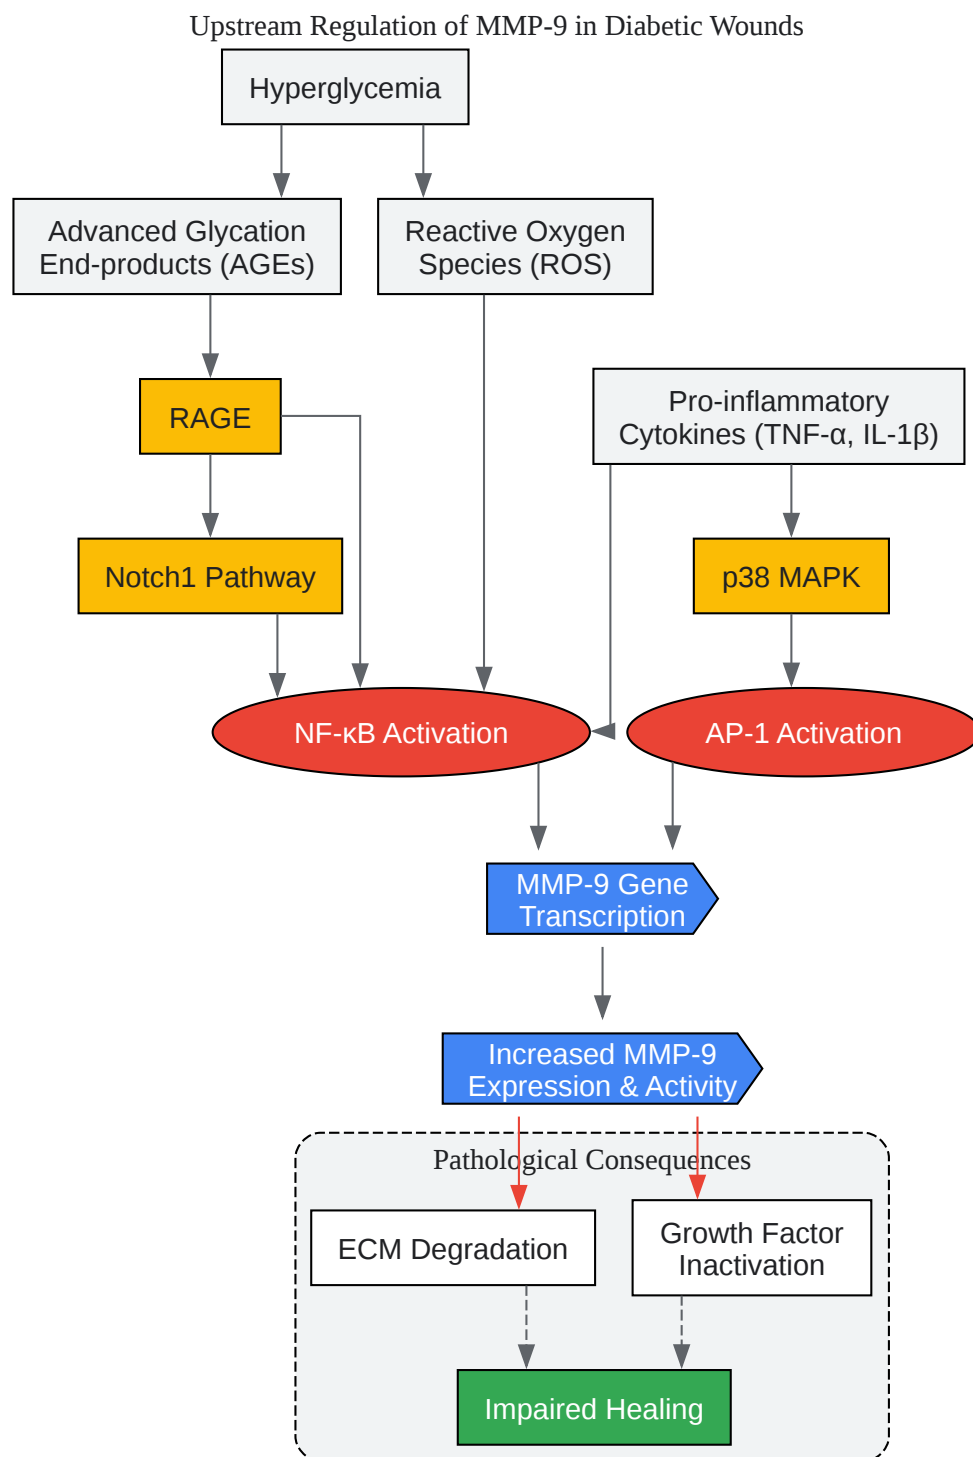 Upstream Regulation of MMP-9 in Diabetic Wounds
Hyperglycemia
Advanced Glycation
End-products (AGEs)
Reactive Oxygen
Species (ROS)
RAGE
Pro-inflammatory
Cytokines (TNF-α, IL-1β)
Notch1 Pathway
p38 MAPK
NF-κB Activation
AP-1 Activation
MMP-9 Gene
Transcription
Increased MMP-9
Expression & Activity
Pathological Consequences
ECM Degradation
Growth Factor
Inactivation
Impaired Healing